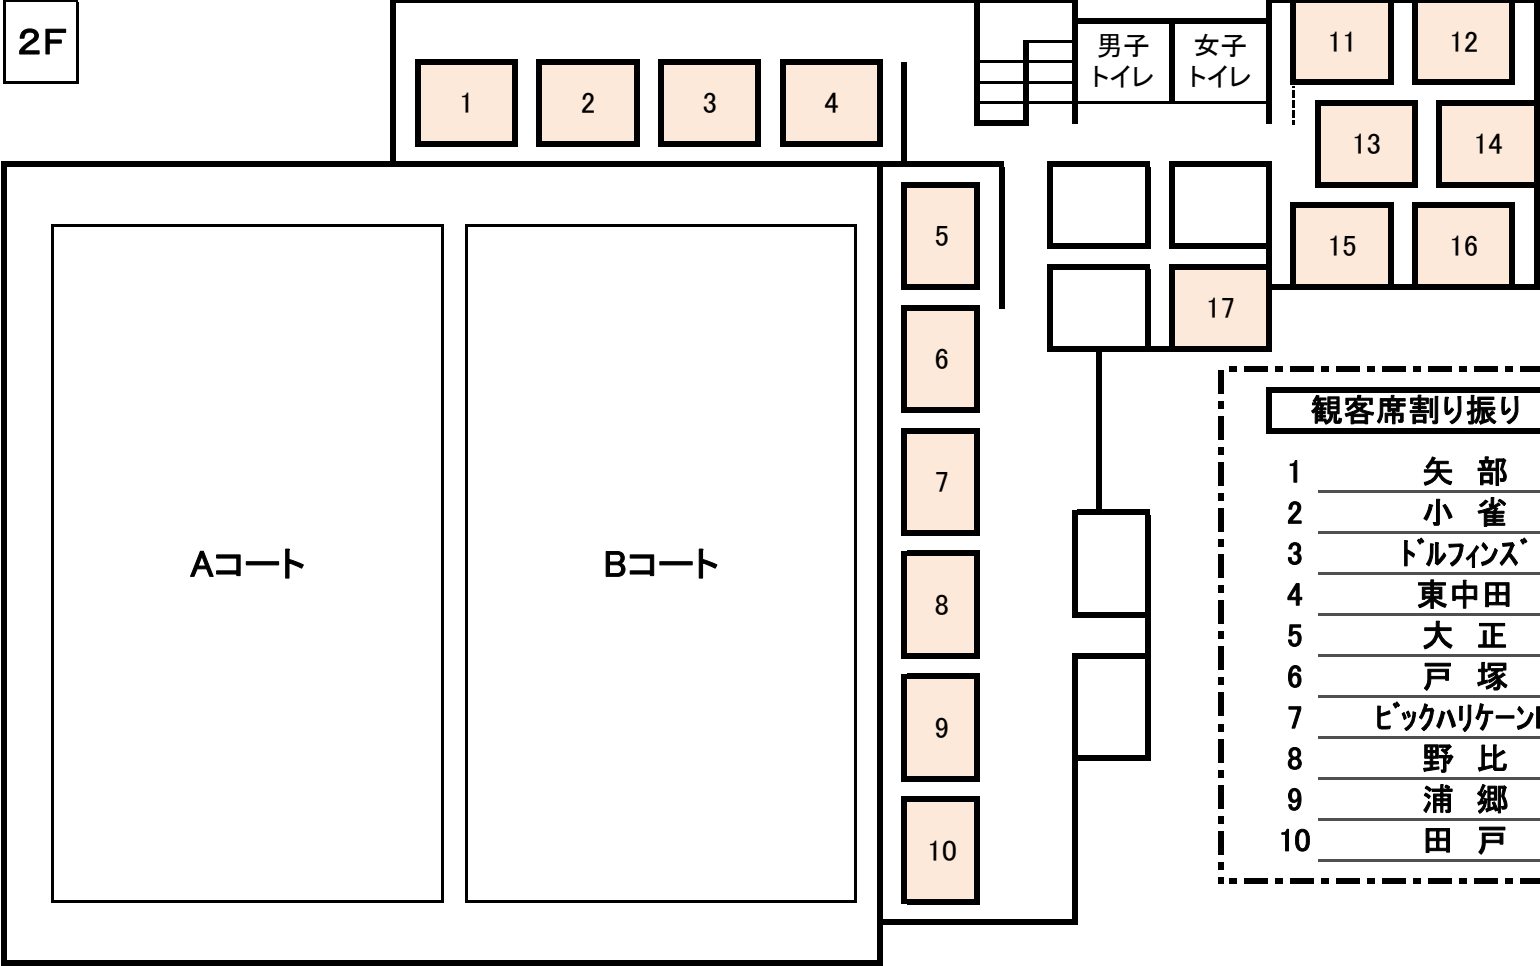 2F
男子
トイレ
女子
トイレ
11
12
1
2
3
4
13
14
5
15
16
17
6
7
8
9
10
Aコート
Bコート
観客席割り振り
1 矢 部
2 小 雀
3 ﾄﾞﾙﾌｨﾝｽﾞ
4 東中田
5 大 正
6 戸 塚
7 ﾋﾞｯｸﾊﾘｹｰﾝ
8 野 比
9 浦 郷
10 田 戸